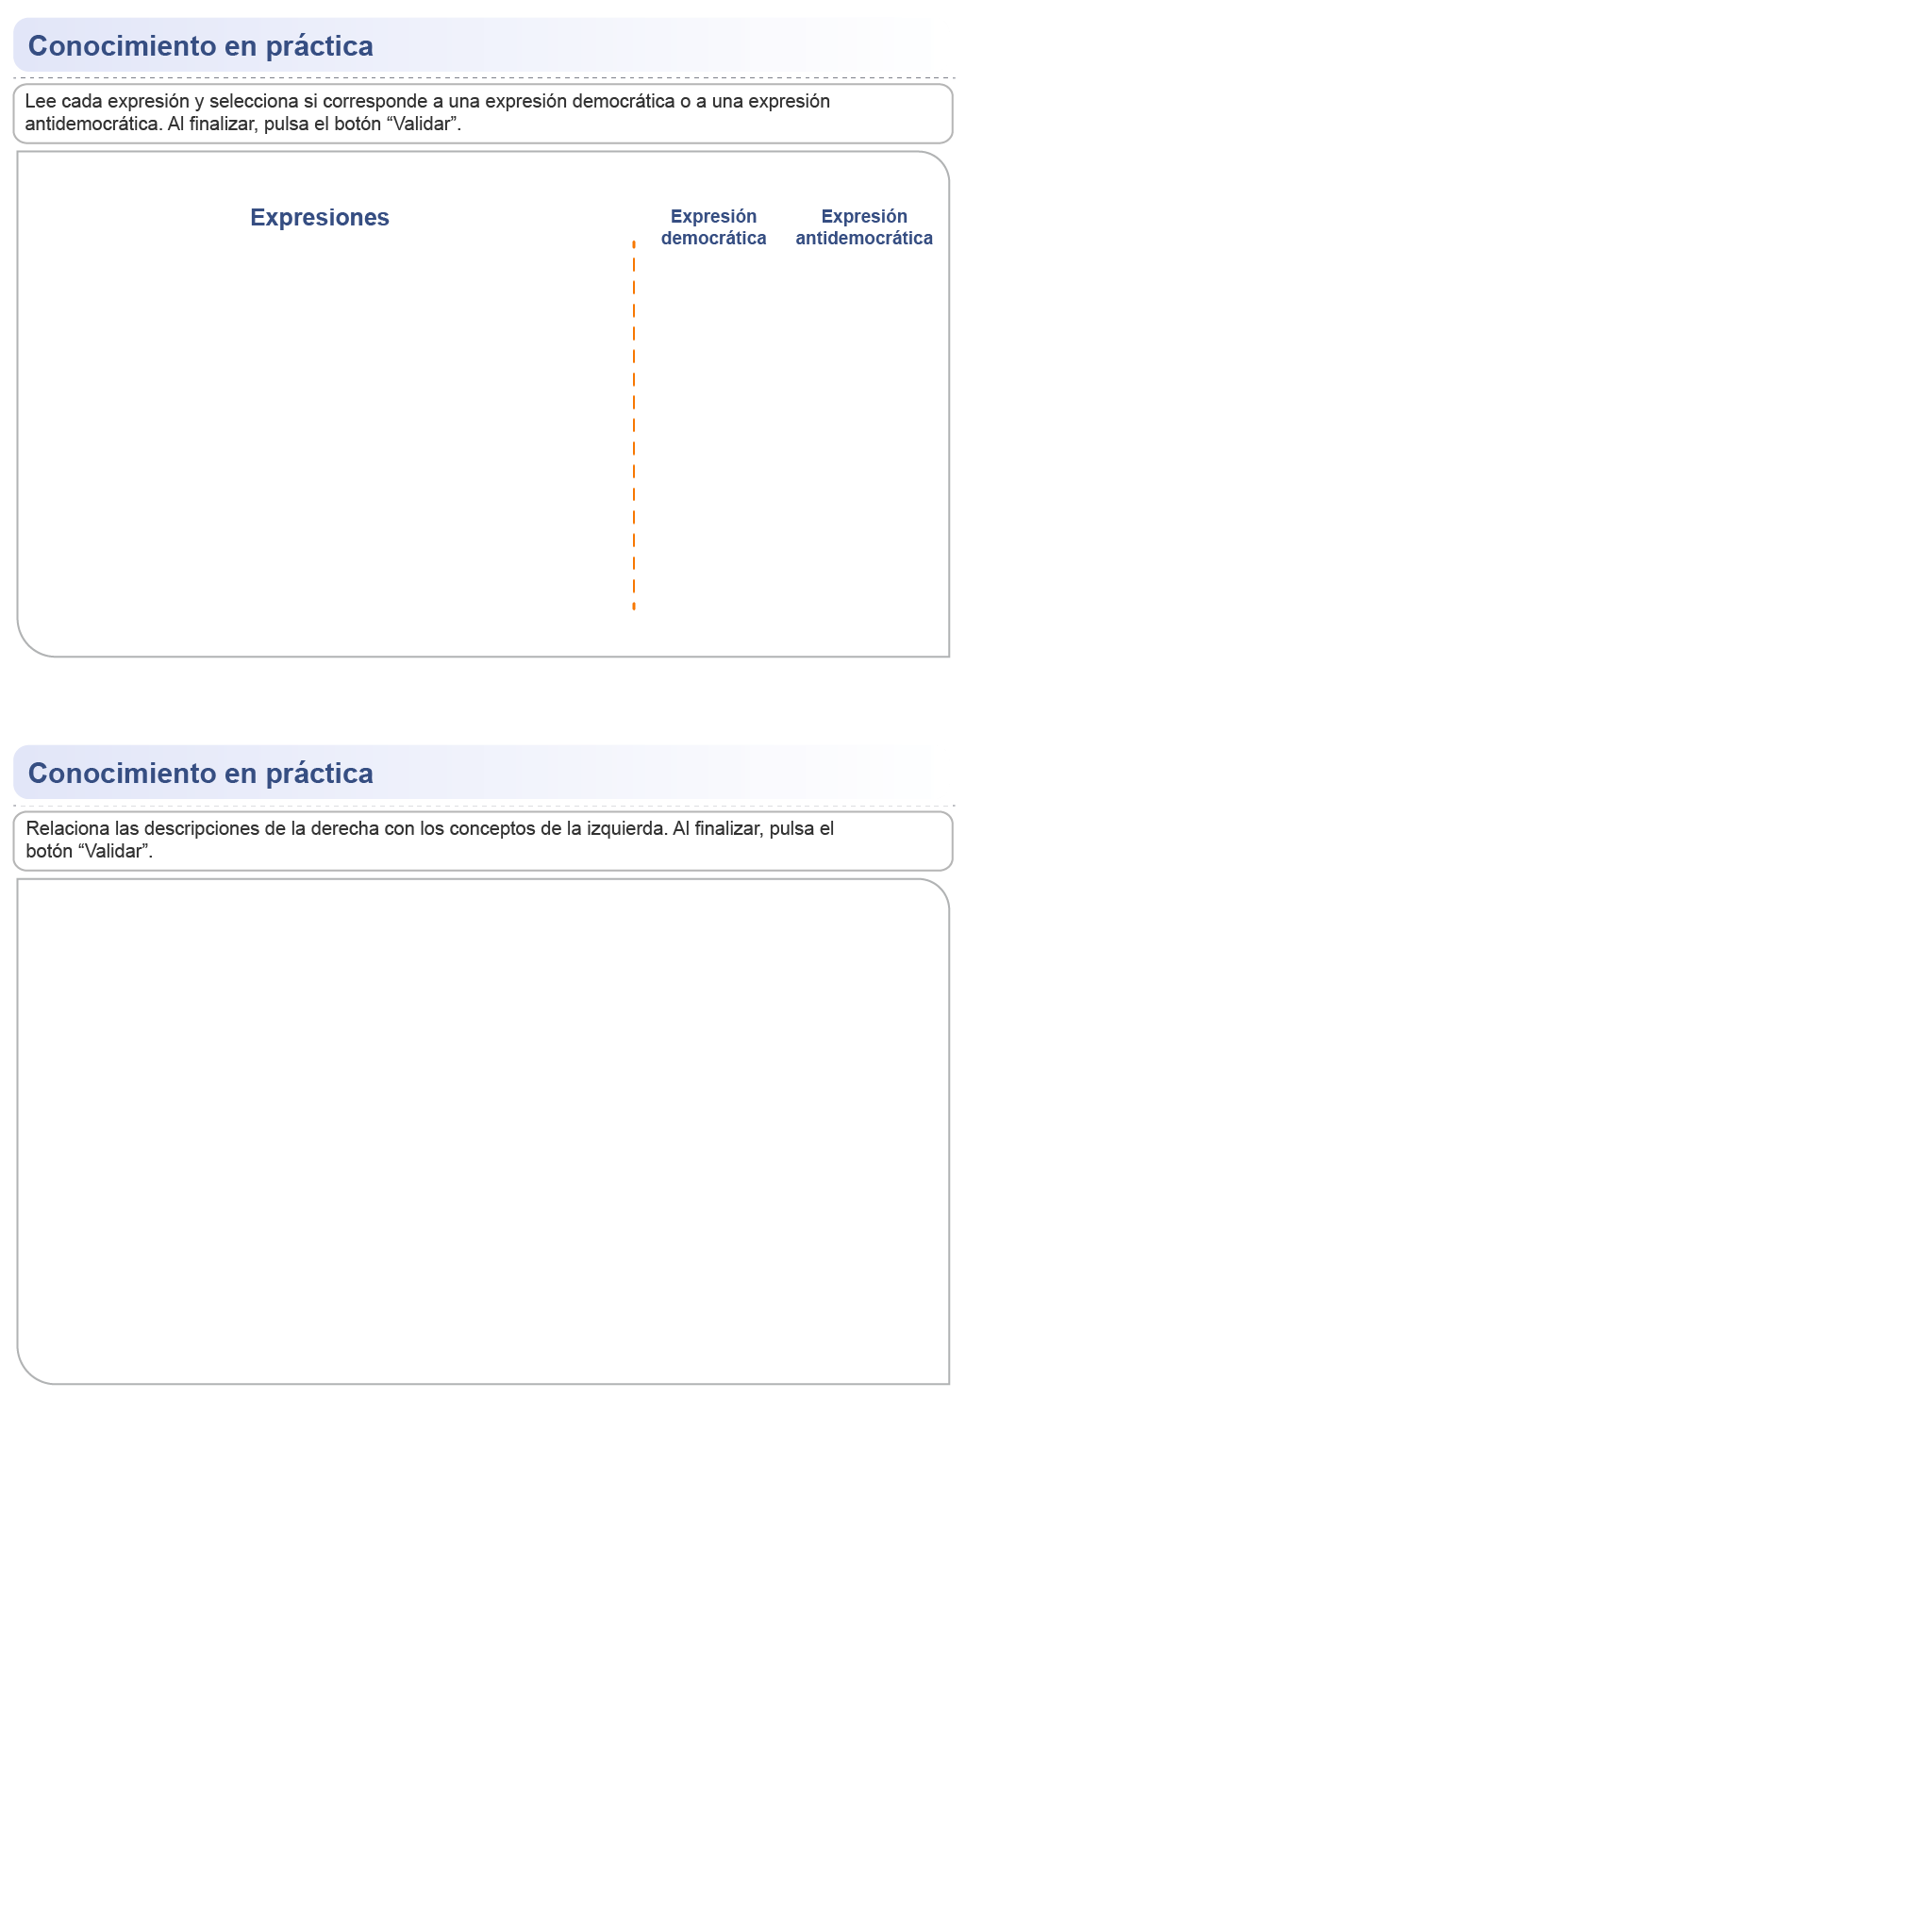 Conocimiento en práctica
Lee cada expresión y selecciona si corresponde a una expresión democrática o a una expresión
antidemocrática. Al finalizar, pulsa el botón “Validar”.
Expresiones
Expresión
democrática
Expresión
antidemocrática
Conocimiento en práctica
Relaciona las descripciones de la derecha con los conceptos de la izquierda. Al finalizar, pulsa el
botón “Validar”.